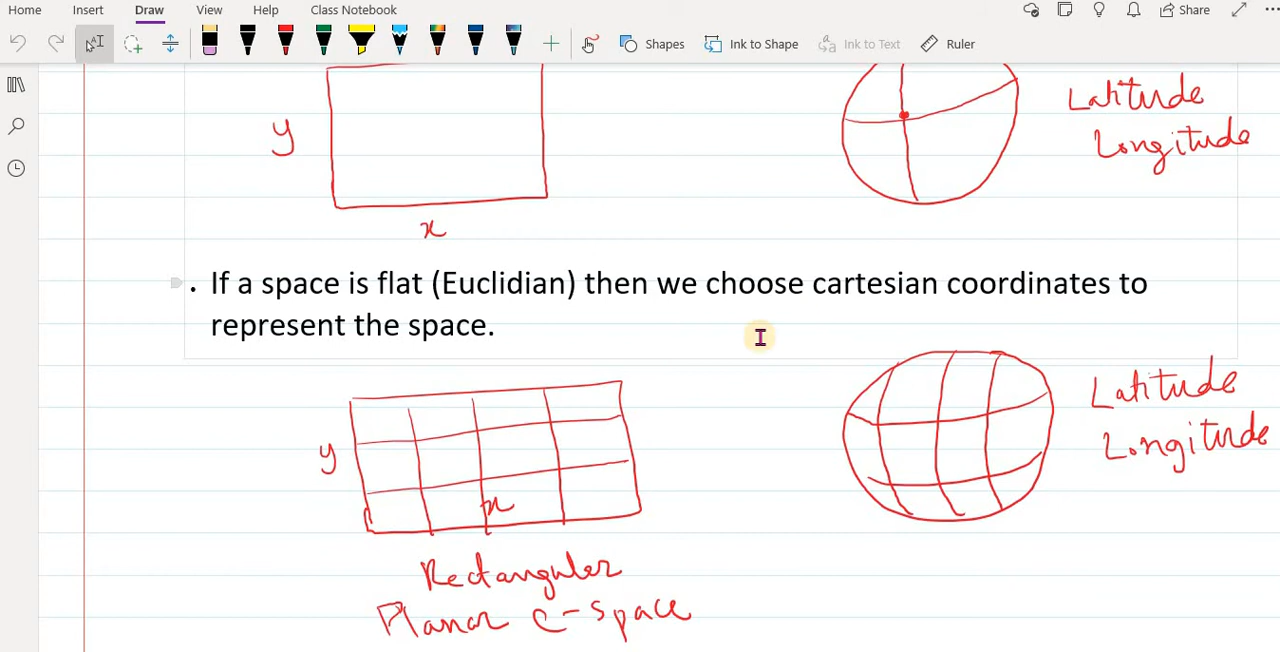 Home Insert Draw View Help Class Notebook Share
Shapes Ink to Shape Ink to Text Ruler
Latitude
Longitude
y
x
. If a space is flat (Euclidian) then we choose cartesian coordinates to
represent the space.
Latitude
Longitude
y
x
Rectanguler
Planar C-space